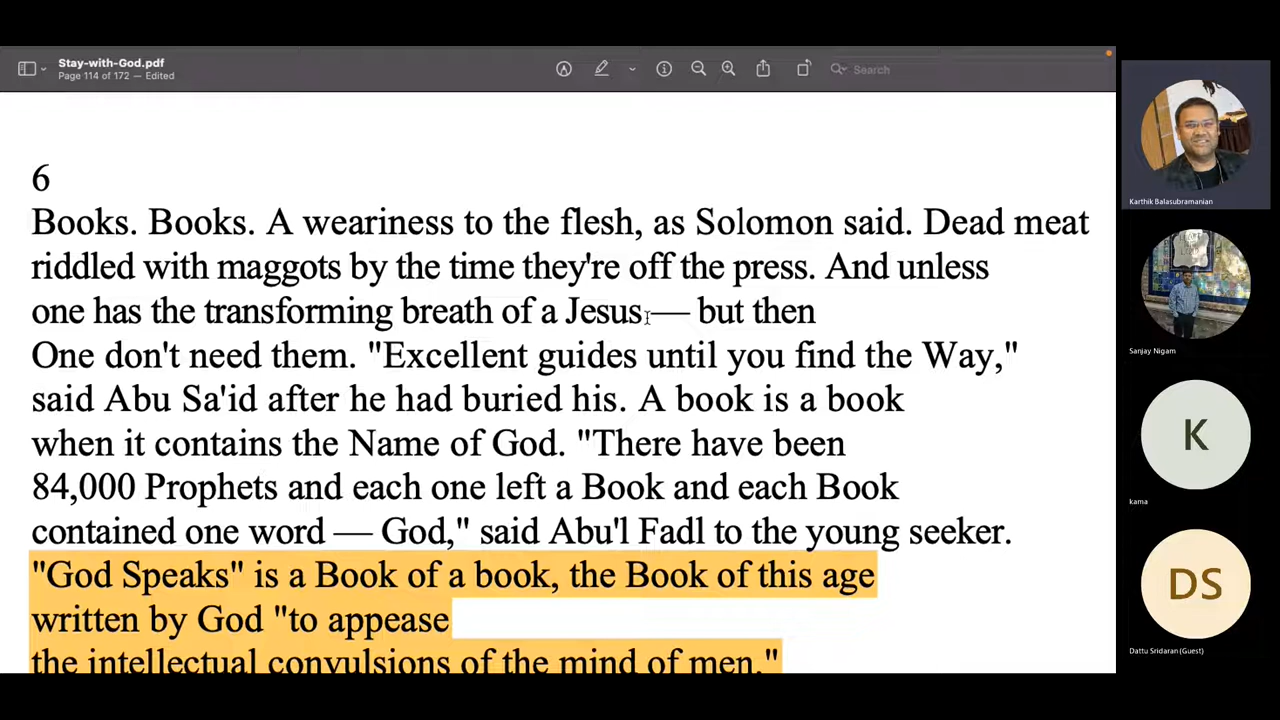 Stay-with-God.pdf
Page 114 of 172 — Edited
Search
6
Books. Books. A weariness to the flesh, as Solomon said. Dead meat
riddled with maggots by the time they're off the press. And unless
one has the transforming breath of a Jesus — but then
One don't need them. "Excellent guides until you find the Way,"
said Abu Sa'id after he had buried his. A book is a book
when it contains the Name of God. "There have been
84,000 Prophets and each one left a Book and each Book
contained one word — God," said Abu'l Fadl to the young seeker.
"God Speaks" is a Book of a book, the Book of this age
written by God "to appease
the intellectual convulsions of the mind of men."
Karthik Balasubramanian
Sanjay Nigam
K
kama
DS
Dattu Sridaran (Guest)